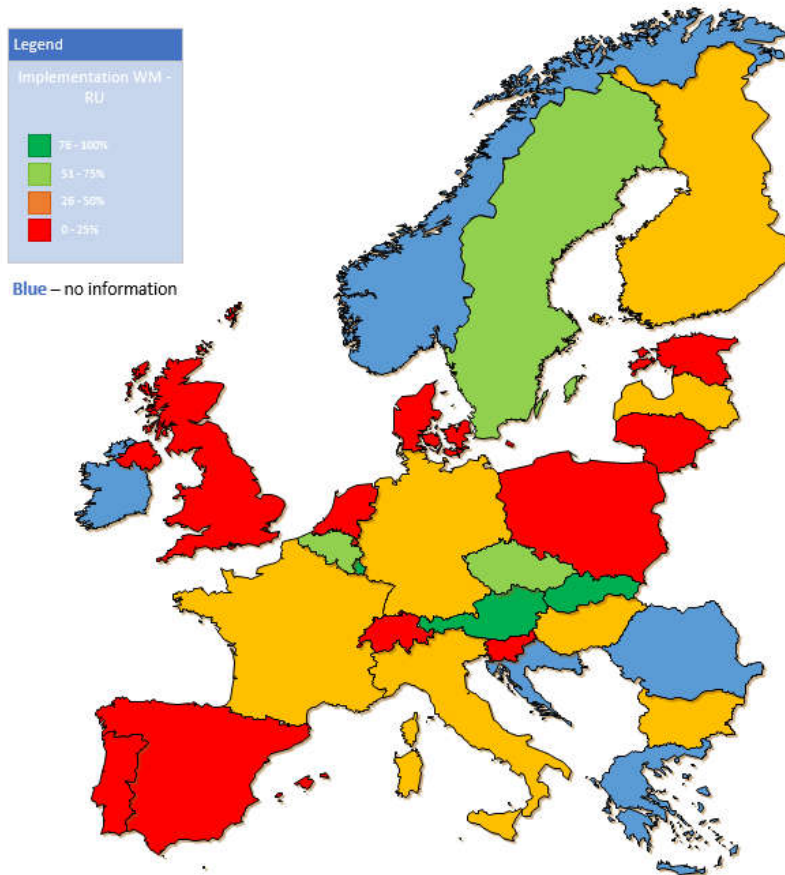 Legend
Implementation WM -
RU
76 - 100%
51 - 75%
26 - 50%
0 - 25%
Blue – no information